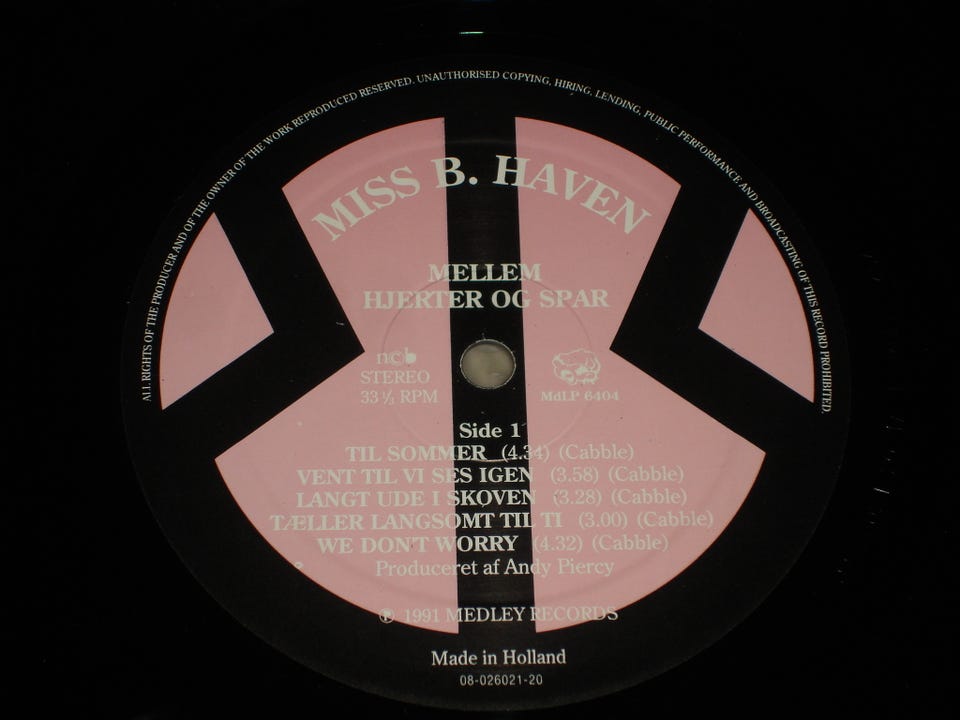 ALL RIGHTS OF THE PRODUCER AND OF THE OWNER OF THE WORK REPRODUCED RESERVED. UNAUTHORISED COPYING, HIRING, LENDING, PUBLIC PERFORMANCE AND BROADCASTING OF THIS RECORD PROHIBITED.
MISS B. HAVEN
MELLEM
HJERTER OG SPAR
ncb
STEREO
33 ⅓ RPM
MdLP 6404
Side 1
TIL SOMMER (4.34) (Cabble)
VENT TIL VI SES IGEN (3.58) (Cabble)
LANGT UDE I SKOVEN (3.28) (Cabble)
TÆLLER LANGSOMT TIL TI (3.00) (Cabble)
WE DON'T WORRY (4.32) (Cabble)
Produceret af Andy Piercy
℗ 1991 MEDLEY RECORDS
Made in Holland
08-026021-20